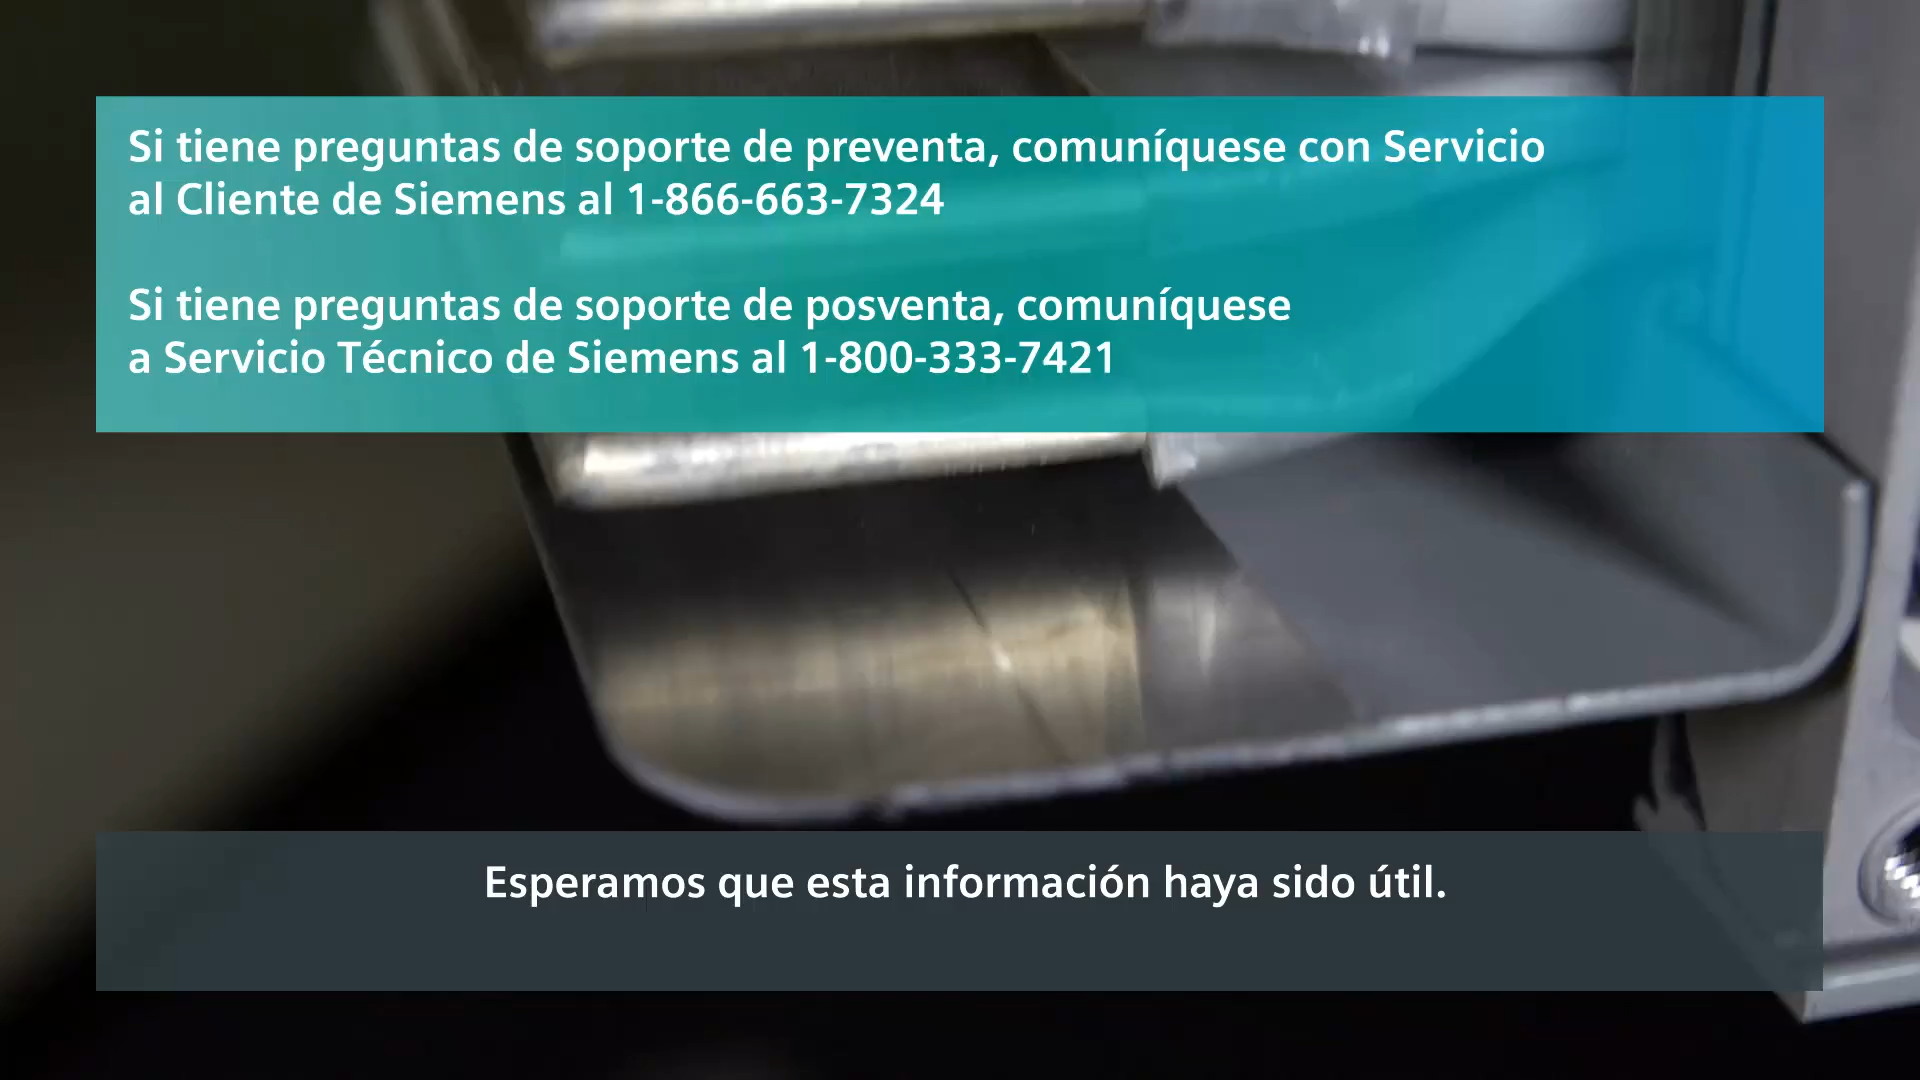 Si tiene preguntas de soporte de preventa, comuníquese con Servicio
al Cliente de Siemens al 1-866-663-7324
Si tiene preguntas de soporte de posventa, comuníquese
a Servicio Técnico de Siemens al 1-800-333-7421
Esperamos que esta información haya sido útil.